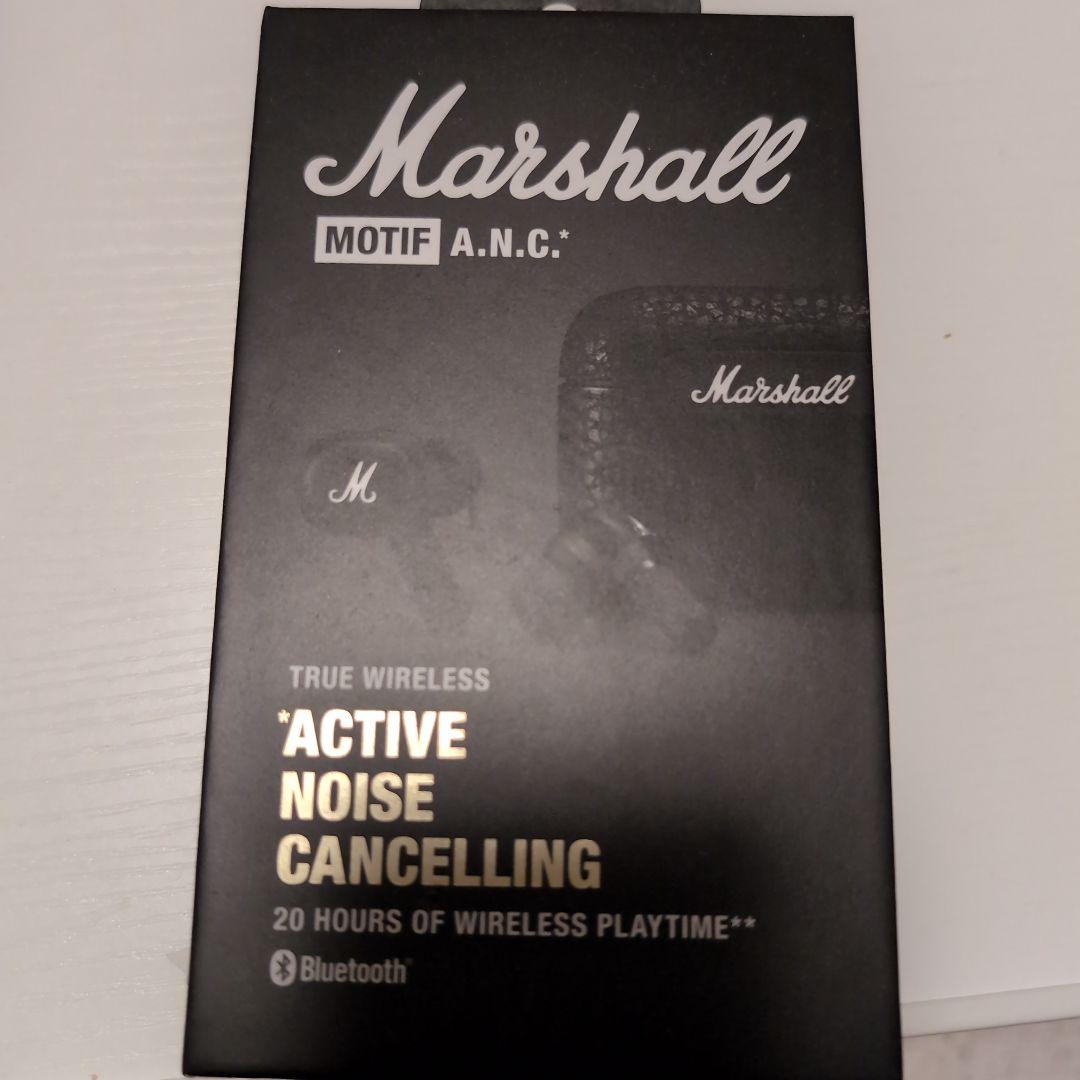 Marshall
MOTIF A.N.C.*
Marshall
M
TRUE WIRELESS
*ACTIVE
NOISE
CANCELLING
20 HOURS OF WIRELESS PLAYTIME**
Bluetooth®